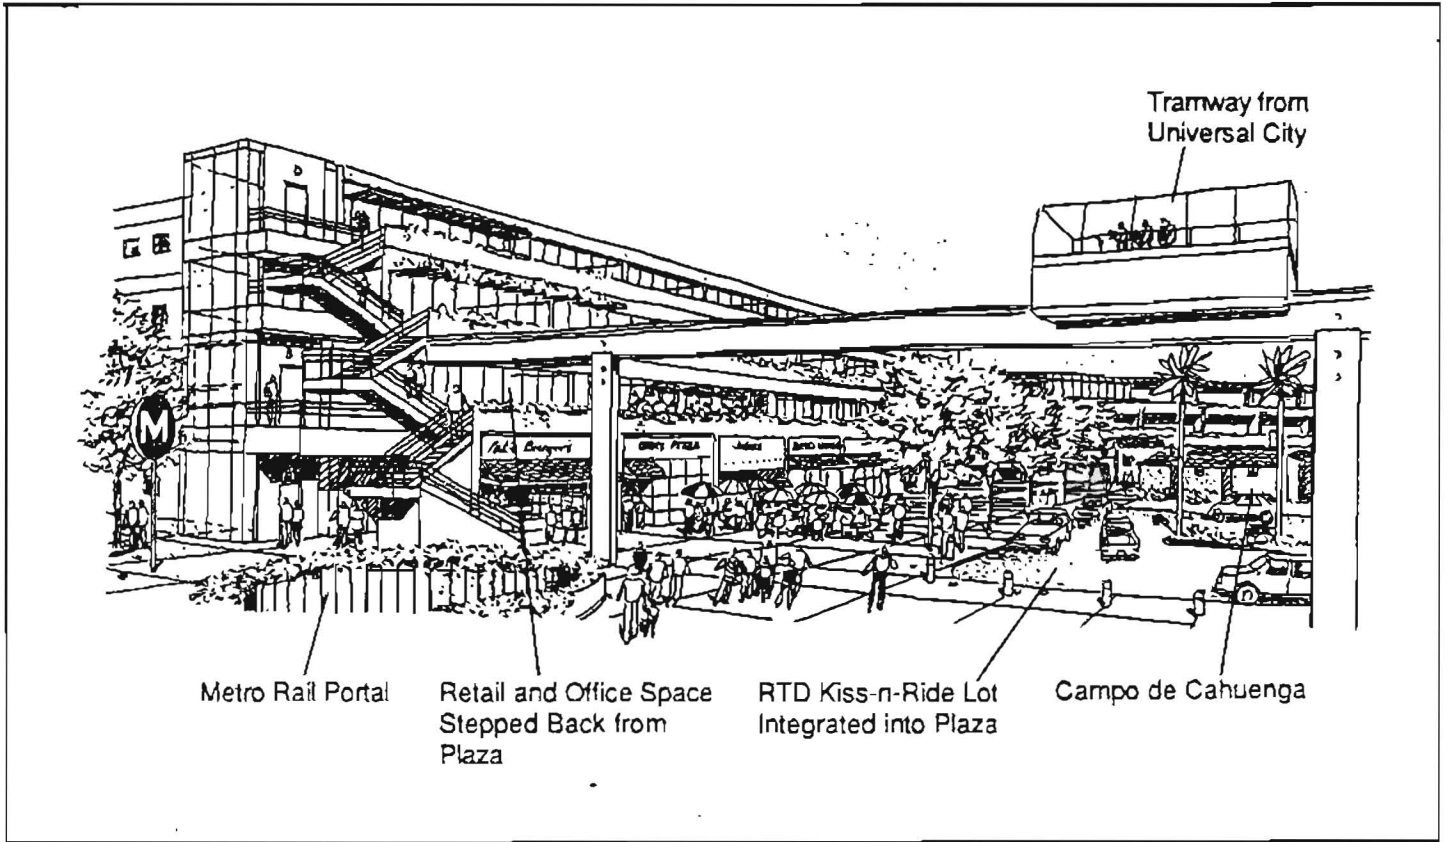 Tramway from
Universal City
M
Metro Rail Portal
Retail and Office Space
Stepped Back from
Plaza
RTD Kiss-n-Ride Lot
Integrated into Plaza
Campo de Cahuenga